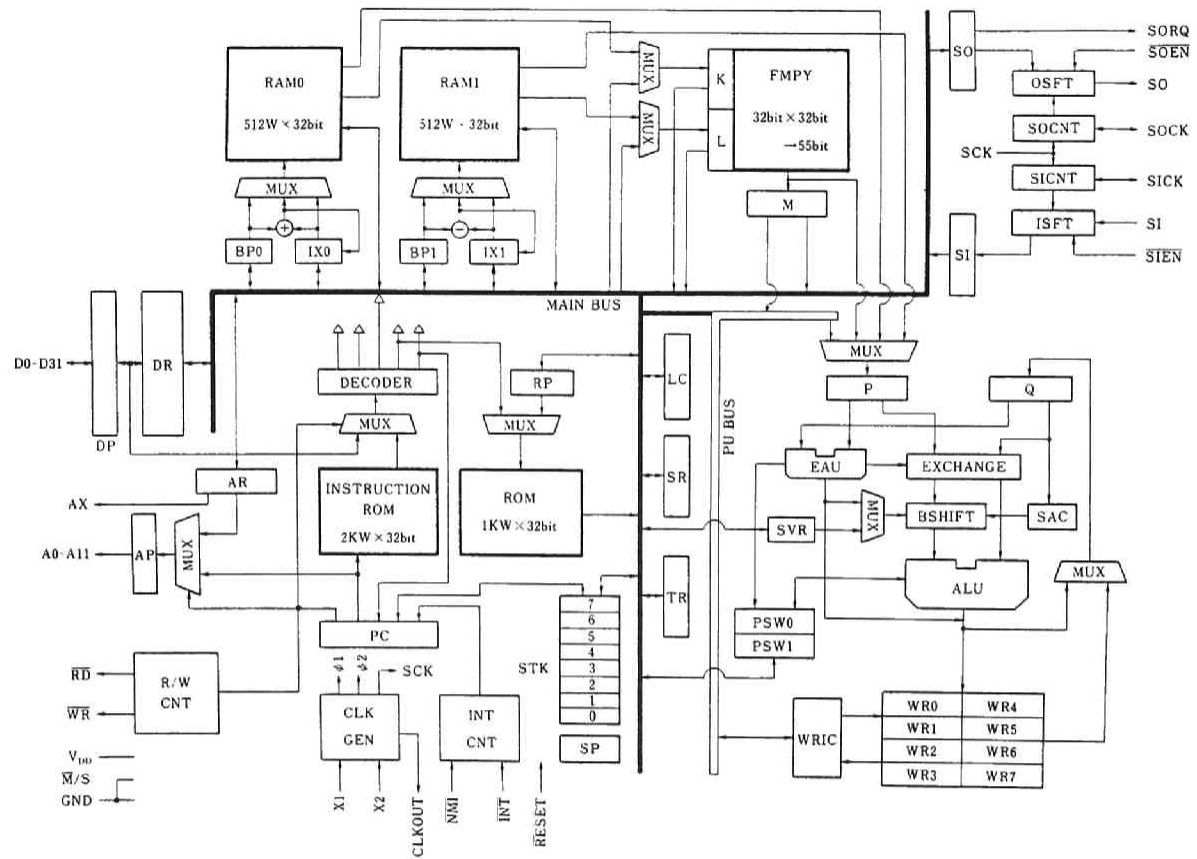 SORQ
SO
SOEN
RAM0
512W × 32bit
RAM1
512W · 32bit
MUX
MUX
K
L
FMPY
32bit × 32bit
→55bit
OSFT
SO
SOCNT
SOCK
SCK
SICNT
SICK
MUX
MUX
M
ISFT
SI
BP0
IX0
BP1
IX1
SI
SIEN
MAIN BUS
D0-D31
DP
DR
DECODER
MUX
RP
MUX
LC
PU BUS
MUX
P
Q
AR
INSTRUCTION
ROM
2KW × 32bit
ROM
1KW × 32bit
SR
EAU
EXCHANGE
AX
A0-A11
AP
MUX
SVR
MUX
BSHIFT
SAC
ALU
MUX
TR
PC
7
6
5
4
3
2
1
0
STK
SP
PSW0
PSW1
RD
WR
R/W
CNT
φ1
φ2
SCK
CLK
GEN
INT
CNT
WRIC
WR0
WR4
WR1
WR5
WR2
WR6
WR3
WR7
VDD
M/S
GND
X1
X2
CLKOUT
NMI
INT
RESET